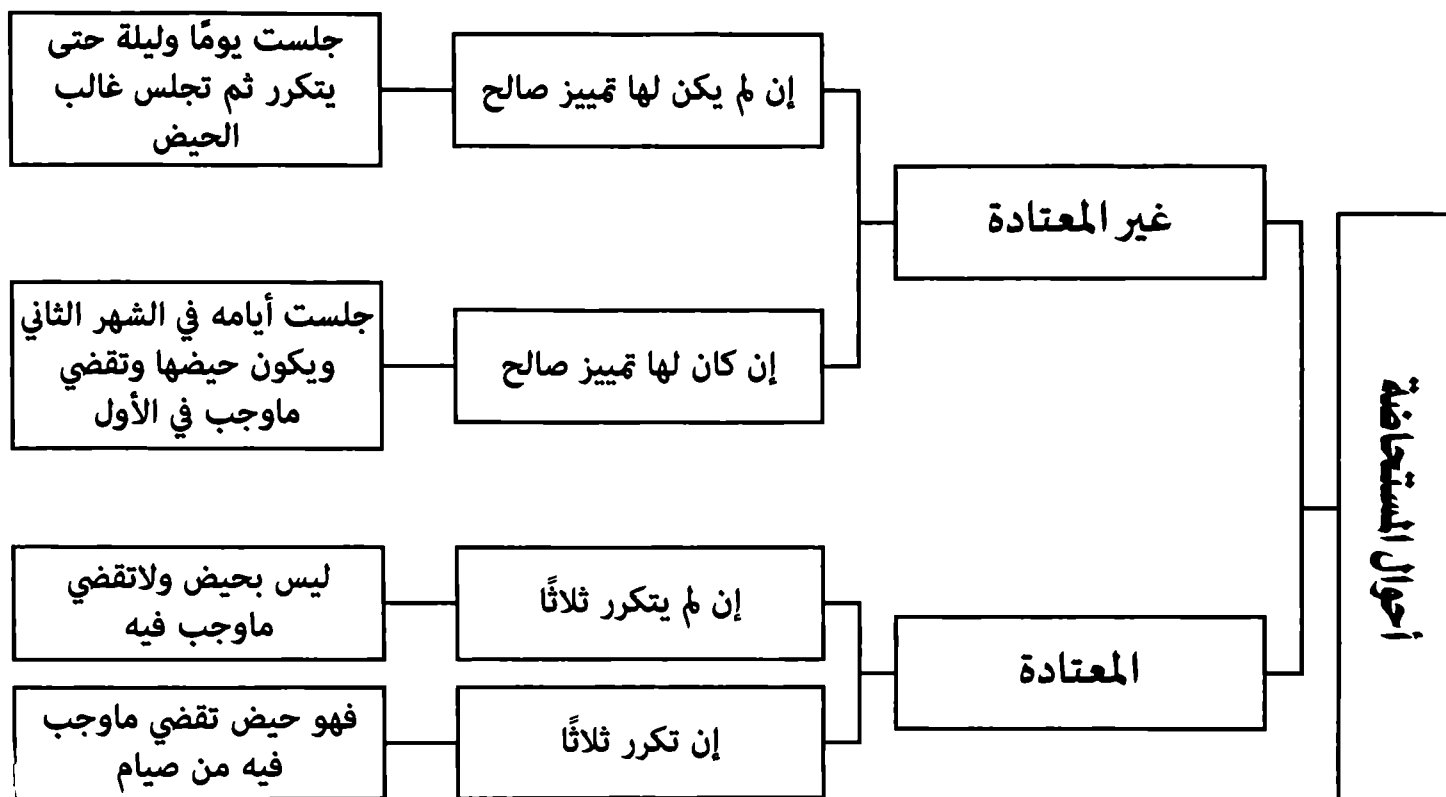 أحوال المستحاضة
غير المعتادة
إن لم يكن لها تمييز صالح
جلست يومًا وليلة حتى
يتكرر ثم تجلس غالب
الحيض
إن كان لها تمييز صالح
جلست أيامه في الشهر الثاني
ويكون حيضها وتقضي
ماوجب في الأول
المعتادة
إن لم يتكرر ثلاثًا
ليس بحيض ولاتقضي
ماوجب فيه
إن تكرر ثلاثًا
فهو حيض تقضي ماوجب
فيه من صيام